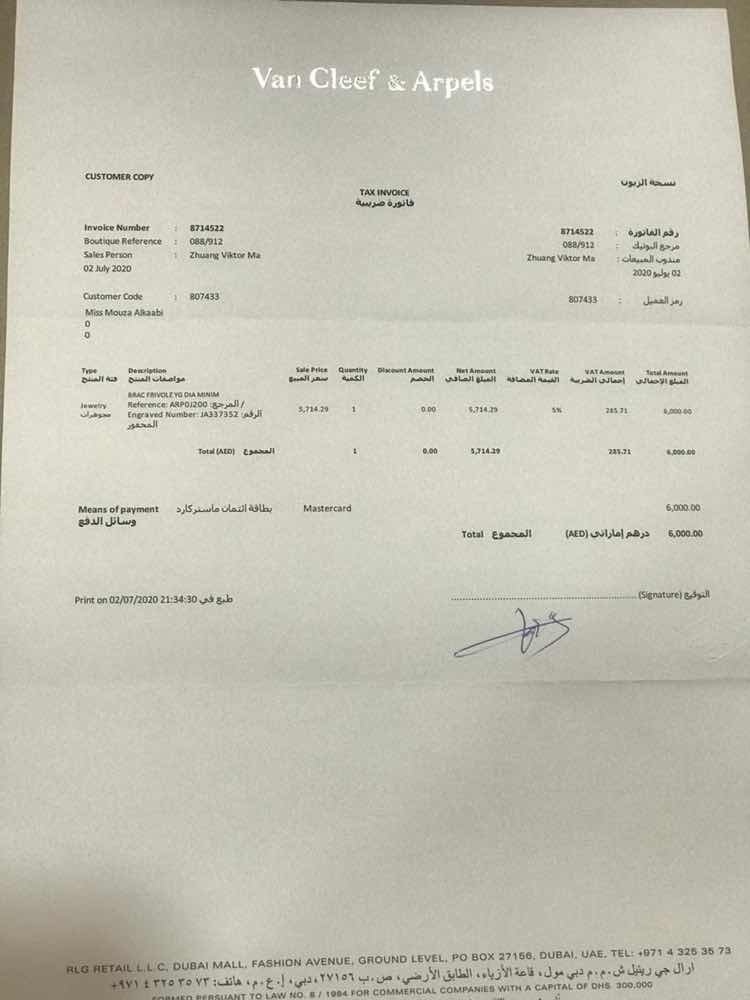 Van Cleef & Arpels
CUSTOMER COPY
نسخة الزبون
TAX INVOICE
فاتورة ضريبية
Invoice Number : 8714522
8714522 : رقم الفاتورة
Boutique Reference : 088/912
088/912 : مرجع البوتيك
Sales Person : Zhuang Viktor Ma
Zhuang Viktor Ma : مندوب المبيعات
02 July 2020
02 يوليو 2020
Customer Code : 807433
807433 : رمز العميل
Miss Mouza Alkaabi
0
0
Type Description Sale Price Quantity Discount Amount Net Amount VAT Rate VAT Amount Total Amount
فئة المنتج مواصفات المنتج سعر المبيع الكمية الخصم المبلغ الصافي القيمة المضافة إجمالي الضريبة المبلغ الإجمالي
BRAC FRIVOLE YG DIA MINIM
Jewelry Reference: ARP0J200 :المرجع / 5,714.29 1 0.00 5,714.29 5% 285.71 6,000.00
مجوهرات Engraved Number: JA337352 :الرقم
المحفور
Total (AED) المجموع 1 0.00 5,714.29 285.71 6,000.00
Means of payment بطاقة ائتمان ماستركارد Mastercard 6,000.00
وسائل الدفع
Total المجموع (AED) درهم إماراتي 6,000.00
Print on 02/07/2020 21:34:30 طبع في
(Signature) التوقيع
RLG RETAIL L.L.C, DUBAI MALL, FASHION AVENUE, GROUND LEVEL, PO BOX 27156, DUBAI, UAE, TEL: +971 4 325 35 73
ارال جي ريتيل ش.م.م دبي مول، قاعة الأزياء، الطابق الأرضي، ص.ب ٢٧١٥٦، دبي، إ.ع.م، هاتف: ٧٣ ٣٥ ٣٢٥ ٤ ٩٧١+
FORMED PERSUANT TO LAW NO. 8 / 1984 FOR COMMERCIAL COMPANIES WITH A CAPITAL OF DHS. 300,000